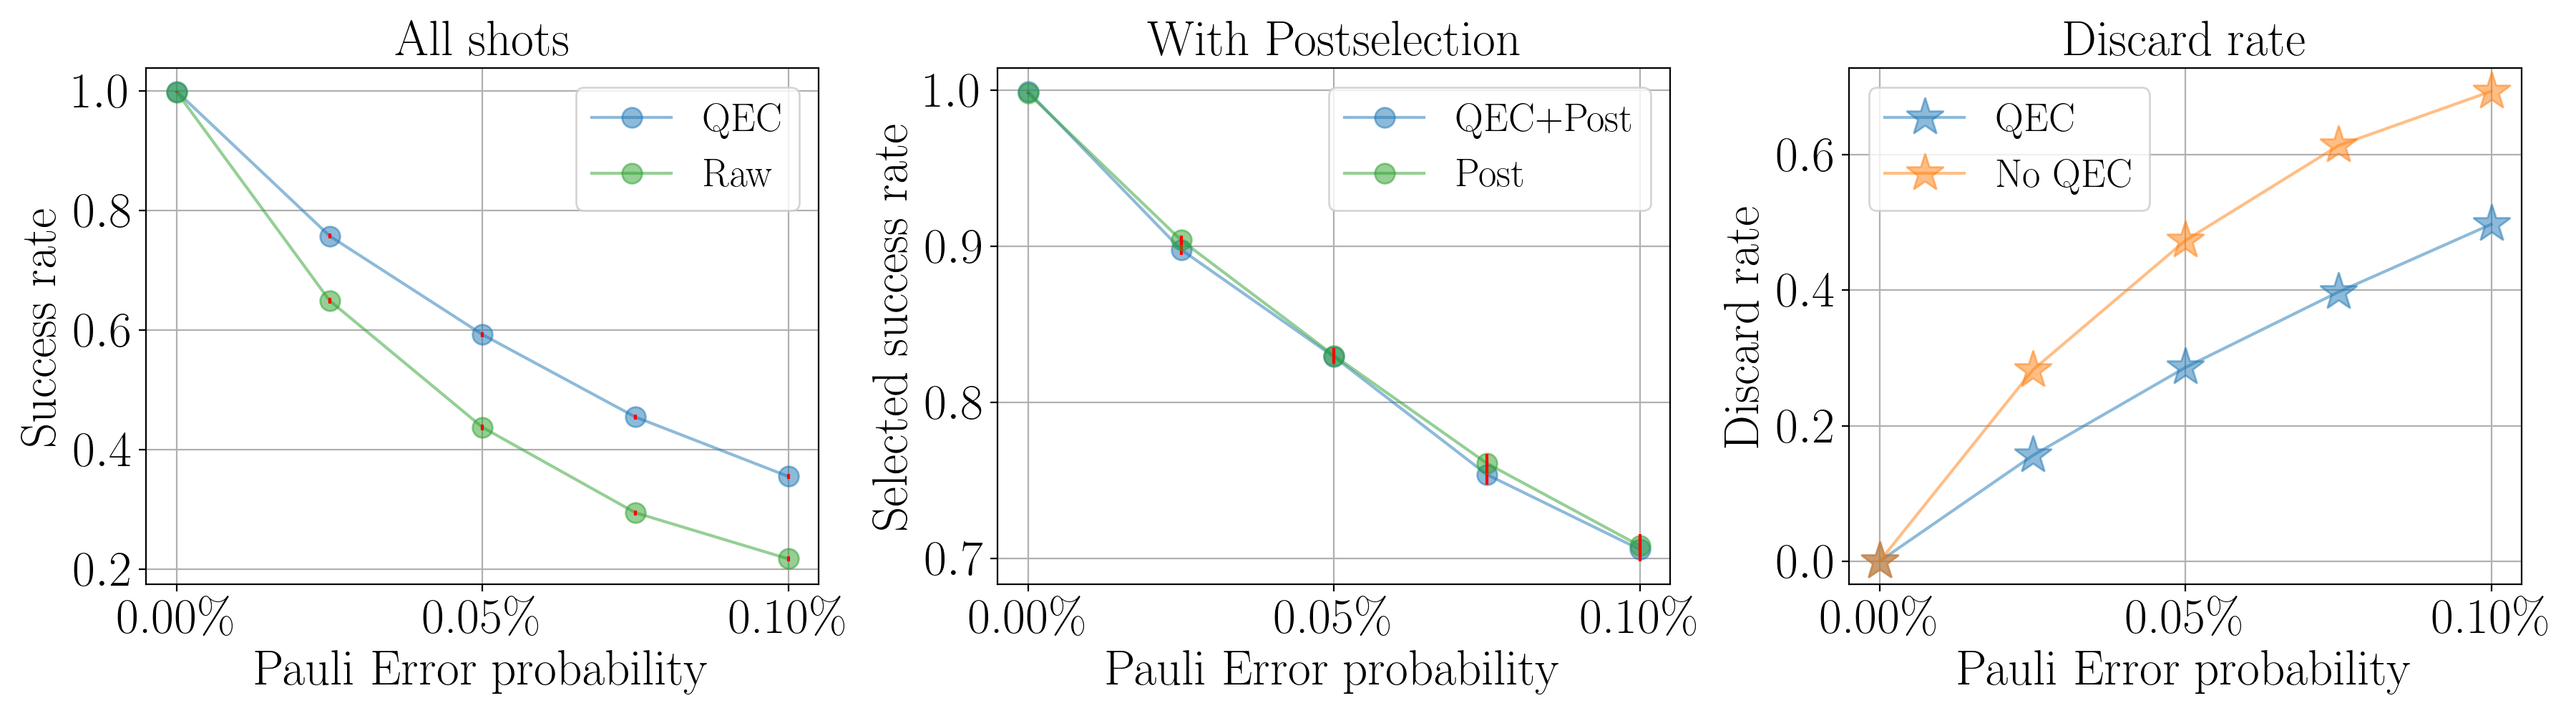 All shots
1.0
0.8
0.6
0.4
0.2
Success rate
QEC
Raw
0.00%
0.05%
0.10%
Pauli Error probability
With Postselection
1.0
0.9
0.8
0.7
Selected success rate
QEC+Post
Post
0.00%
0.05%
0.10%
Pauli Error probability
Discard rate
0.6
0.4
0.2
0.0
Discard rate
QEC
No QEC
0.00%
0.05%
0.10%
Pauli Error probability